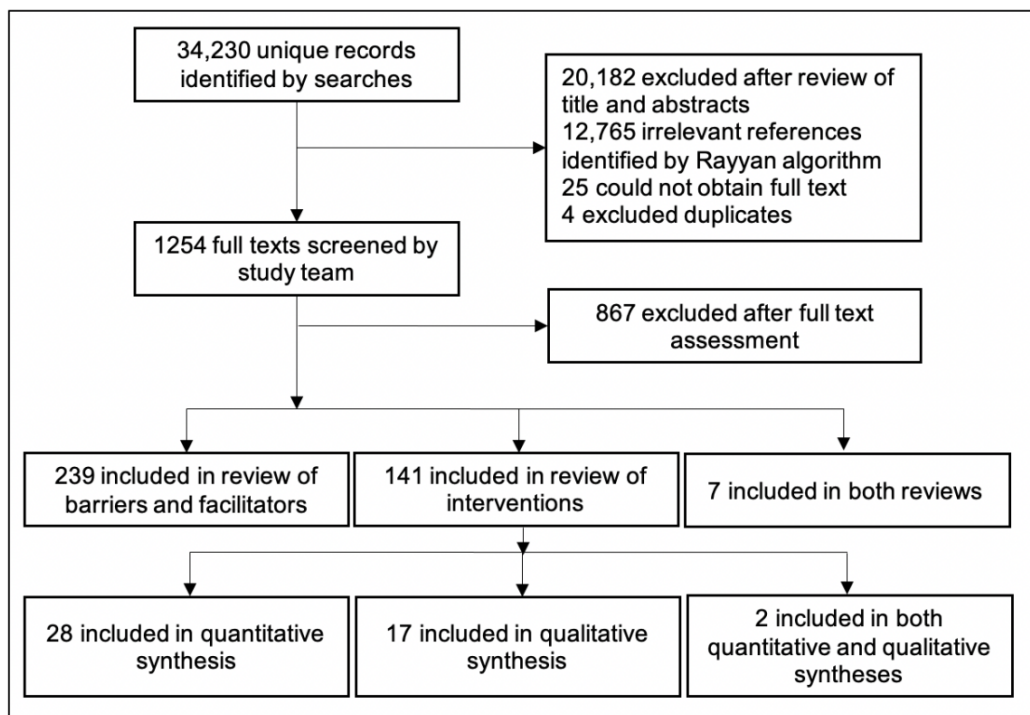 34,230 unique records
identified by searches
20,182 excluded after review of
title and abstracts
12,765 irrelevant references
identified by Rayyan algorithm
25 could not obtain full text
4 excluded duplicates
1254 full texts screened by
study team
867 excluded after full text
assessment
239 included in review of
barriers and facilitators
141 included in review of
interventions
7 included in both reviews
28 included in quantitative
synthesis
17 included in qualitative
synthesis
2 included in both
quantitative and qualitative
syntheses